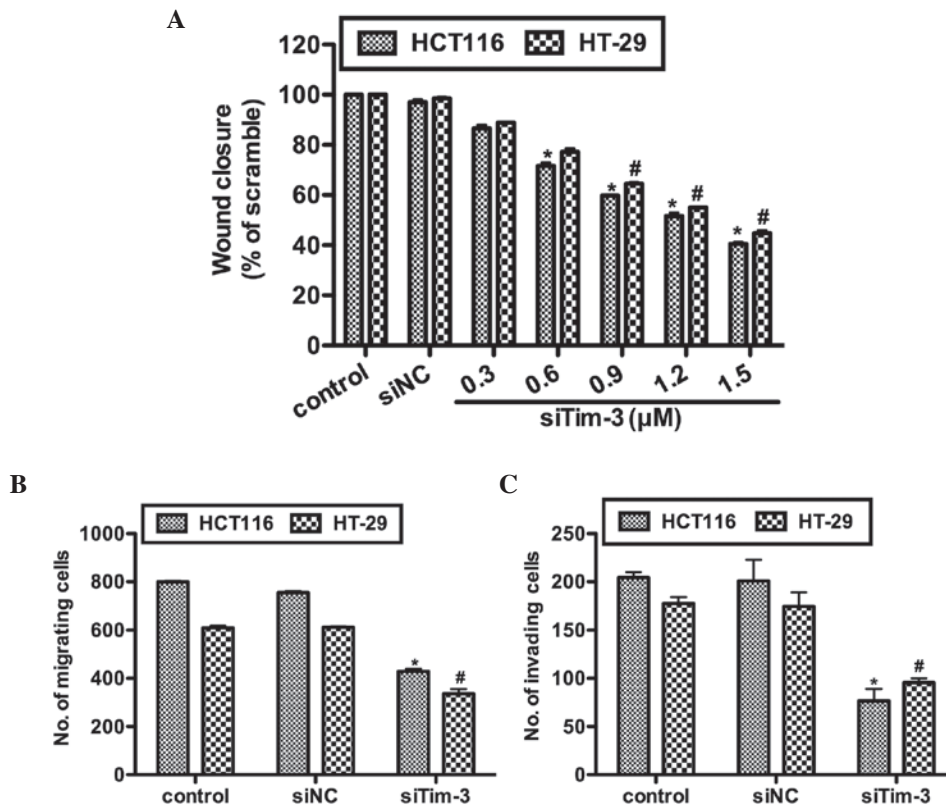 A
HCT116 HT-29
Wound closure
(% of scramble)
120
100
80
60
40
20
0
* * # * # * #
control siNC 0.3 0.6 0.9 1.2 1.5
siTim-3 (µM)
B
HCT116 HT-29
No. of migrating cells
1000
800
600
400
200
0
* #
control siNC siTim-3
C
HCT116 HT-29
No. of invading cells
250
200
150
100
50
0
* #
control siNC siTim-3